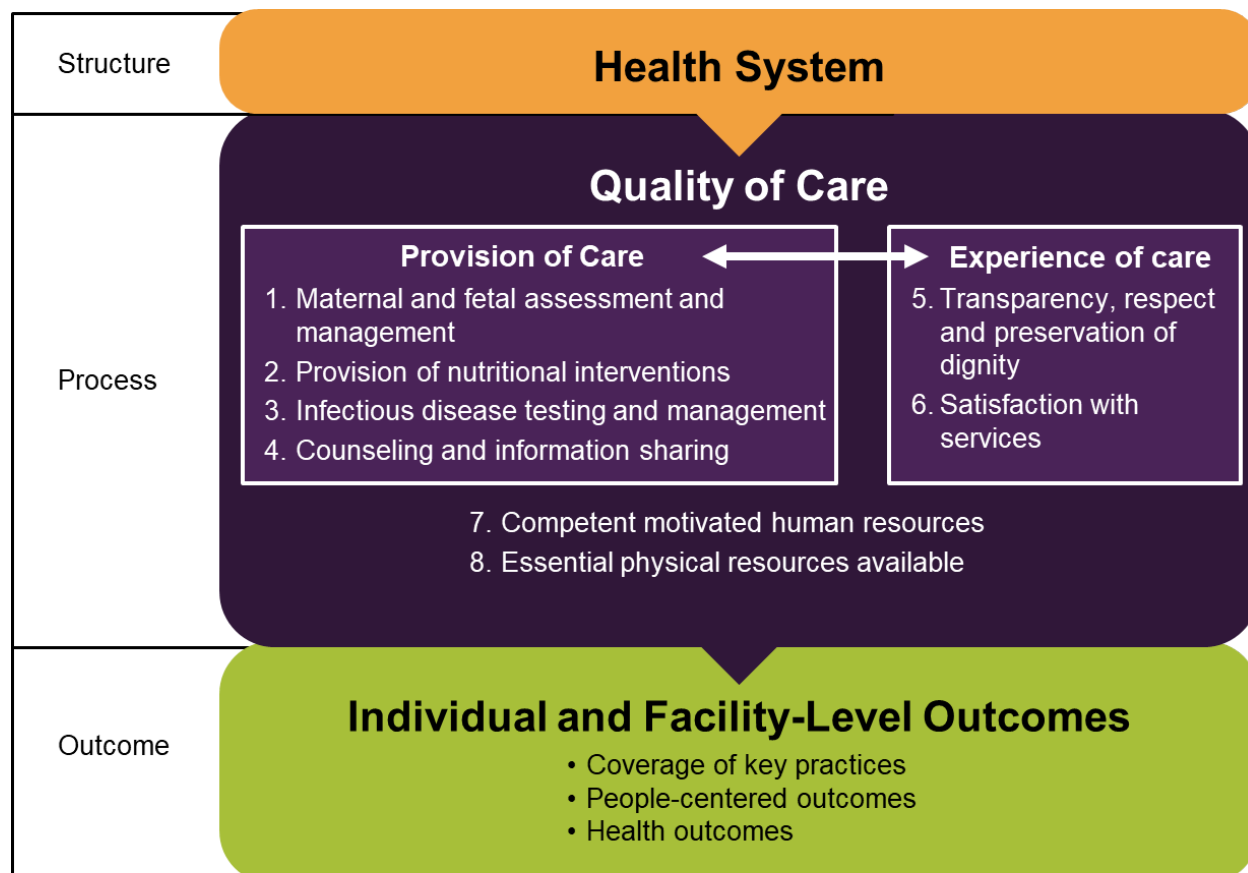 Structure
Health System
Process
Quality of Care
Provision of Care
1. Maternal and fetal assessment and
management
2. Provision of nutritional interventions
3. Infectious disease testing and management
4. Counseling and information sharing
Experience of care
5. Transparency, respect
and preservation of
dignity
6. Satisfaction with
services
7. Competent motivated human resources
8. Essential physical resources available
Outcome
Individual and Facility-Level Outcomes
• Coverage of key practices
• People-centered outcomes
• Health outcomes